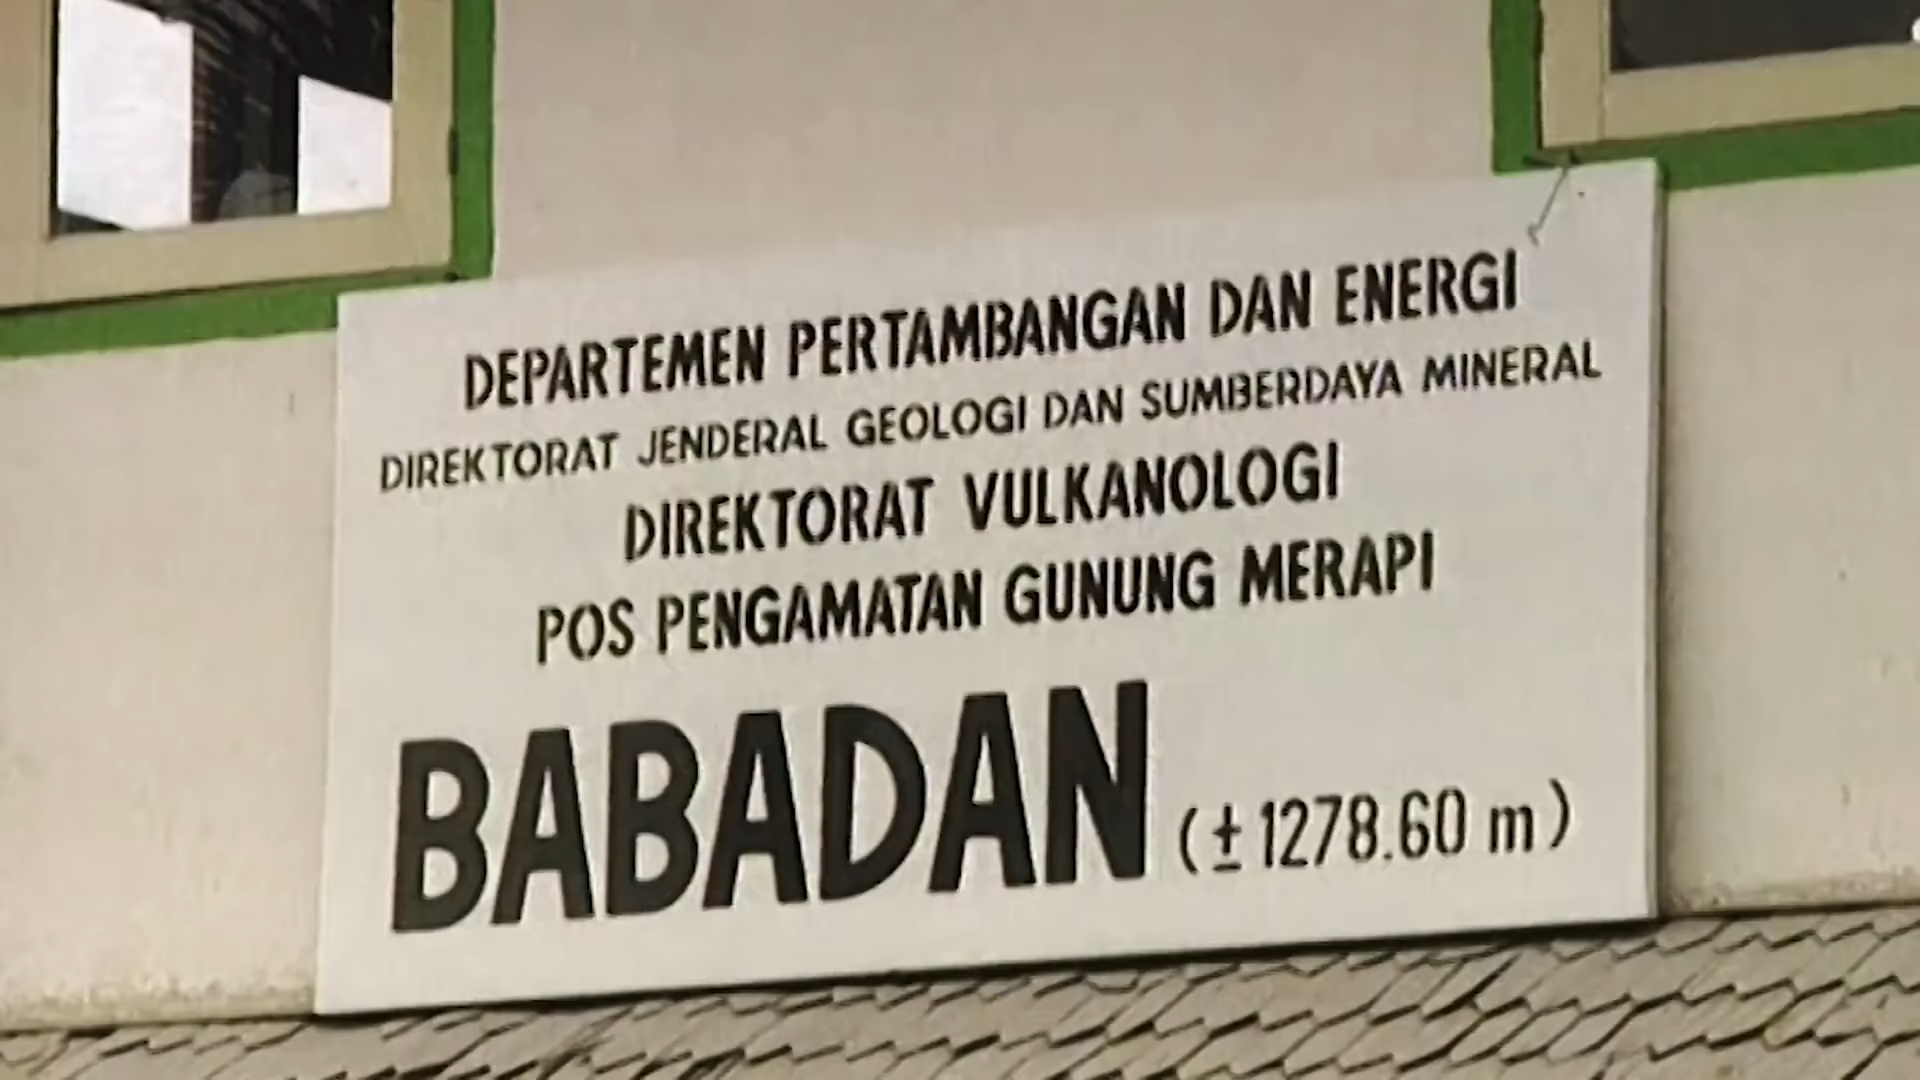 DEPARTEMEN PERTAMBANGAN DAN ENERGI
DIREKTORAT JENDERAL GEOLOGI DAN SUMBERDAYA MINERAL
DIREKTORAT VULKANOLOGI
POS PENGAMATAN GUNUNG MERAPI
BABADAN (± 1278.60 m)